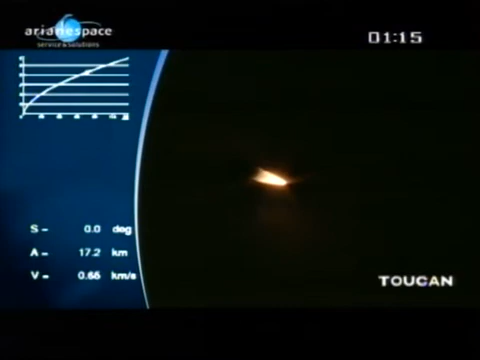 arianespace
service & solutions
01:15
S- 0.0 deg
A- 17.2 km
V- 0.65 km/s
TOUCAN